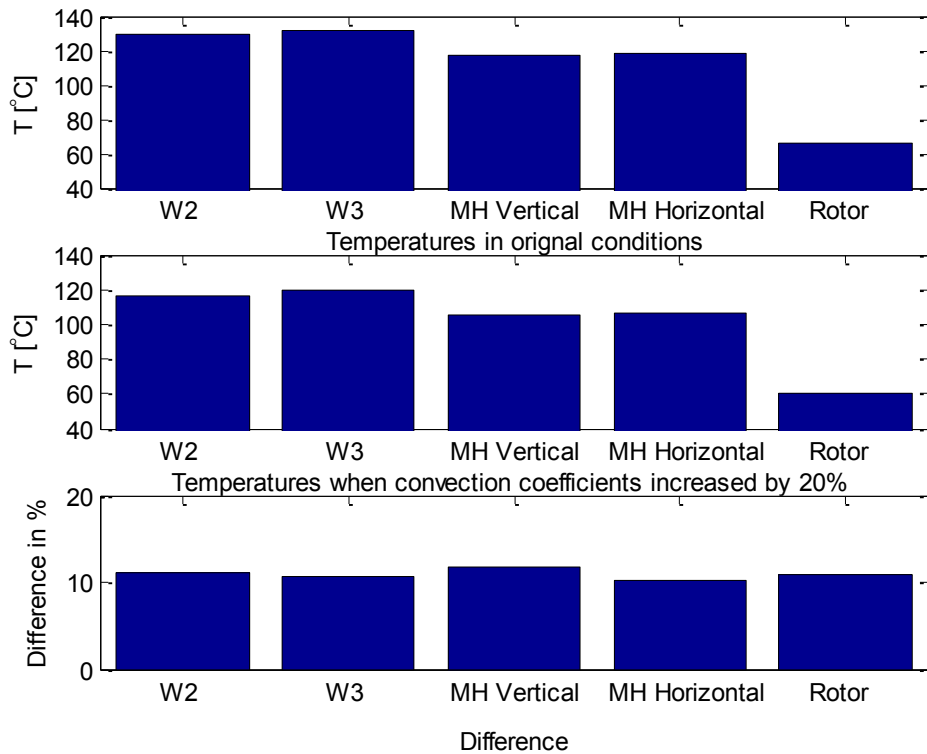 140
120
100
80
60
40
T [°C]
W2 W3 MH Vertical MH Horizontal Rotor
Temperatures in orignal conditions
140
120
100
80
60
40
T [°C]
W2 W3 MH Vertical MH Horizontal Rotor
Temperatures when convection coefficients increased by 20%
20
10
0
Difference in %
W2 W3 MH Vertical MH Horizontal Rotor
Difference